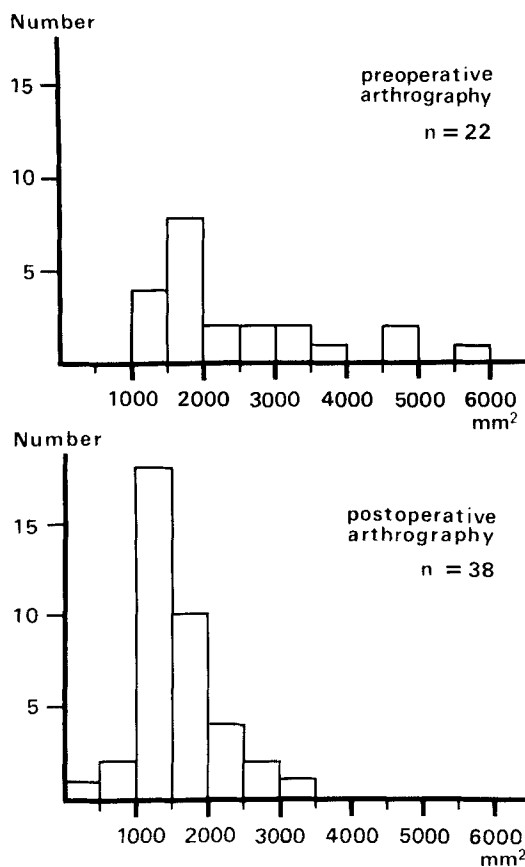 Number
15
preoperative
arthrography
n = 22
10
5
1000 2000 3000 4000 5000 6000
mm²
Number
15
postoperative
arthrography
n = 38
10
5
1000 2000 3000 4000 5000 6000
mm²